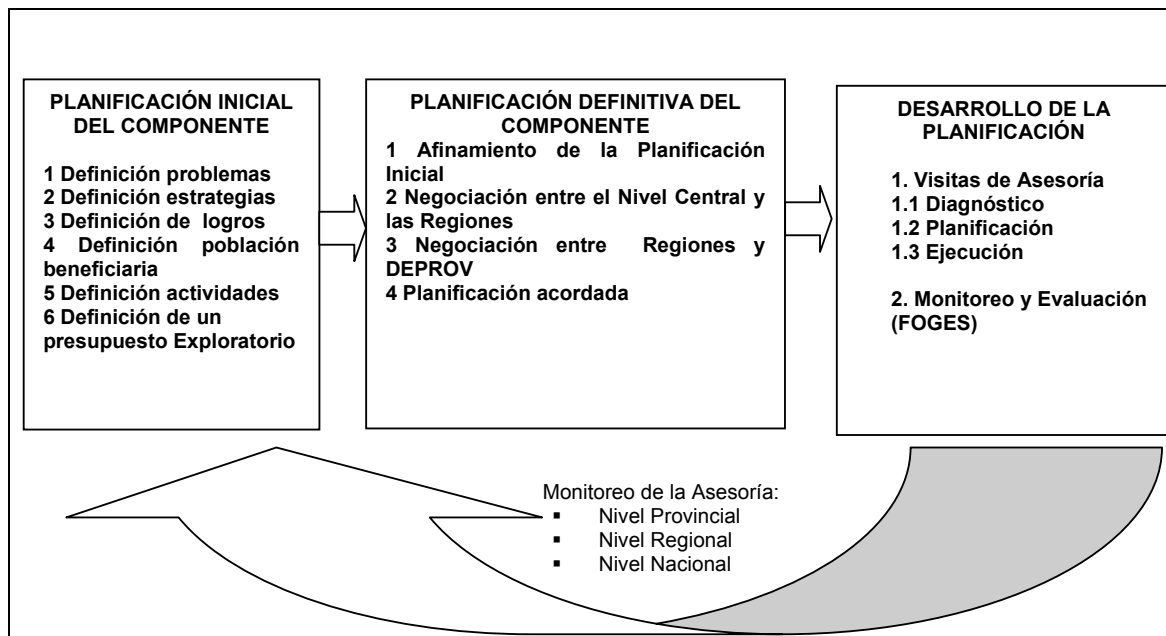 PLANIFICACIÓN INICIAL
DEL COMPONENTE
1 Definición problemas
2 Definición estrategias
3 Definición de logros
4 Definición población
beneficiaria
5 Definición actividades
6 Definición de un
presupuesto Exploratorio
PLANIFICACIÓN DEFINITIVA DEL
COMPONENTE
1 Afinamiento de la Planificación
Inicial
2 Negociación entre el Nivel Central y
las Regiones
3 Negociación entre Regiones y
DEPROV
4 Planificación acordada
DESARROLLO DE LA
PLANIFICACIÓN
1. Visitas de Asesoría
1.1 Diagnóstico
1.2 Planificación
1.3 Ejecución
2. Monitoreo y Evaluación
(FOGES)
Monitoreo de la Asesoría:
▪ Nivel Provincial
▪ Nivel Regional
▪ Nivel Nacional